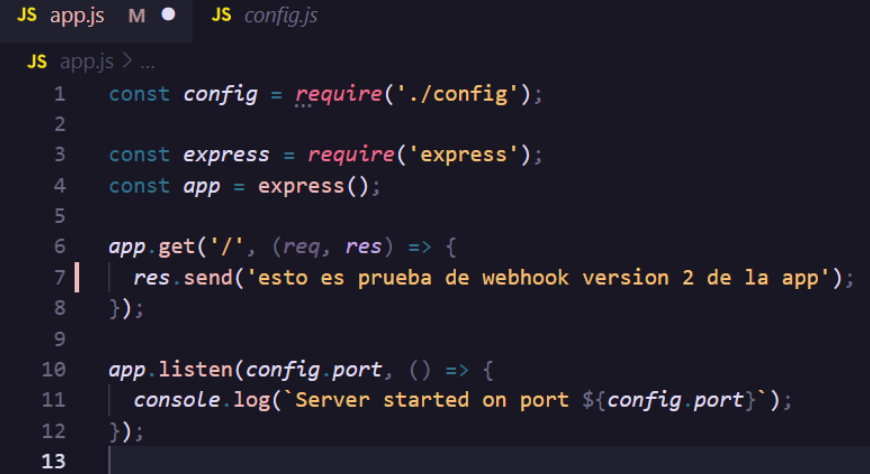 JS app.js M ● JS config.js
JS app.js > ...
1 const config = require('./config');
2
3 const express = require('express');
4 const app = express();
5
6 app.get('/', (req, res) => {
7   res.send('esto es prueba de webhook version 2 de la app');
8 });
9
10 app.listen(config.port, () => {
11   console.log(`Server started on port ${config.port}`);
12 });
13